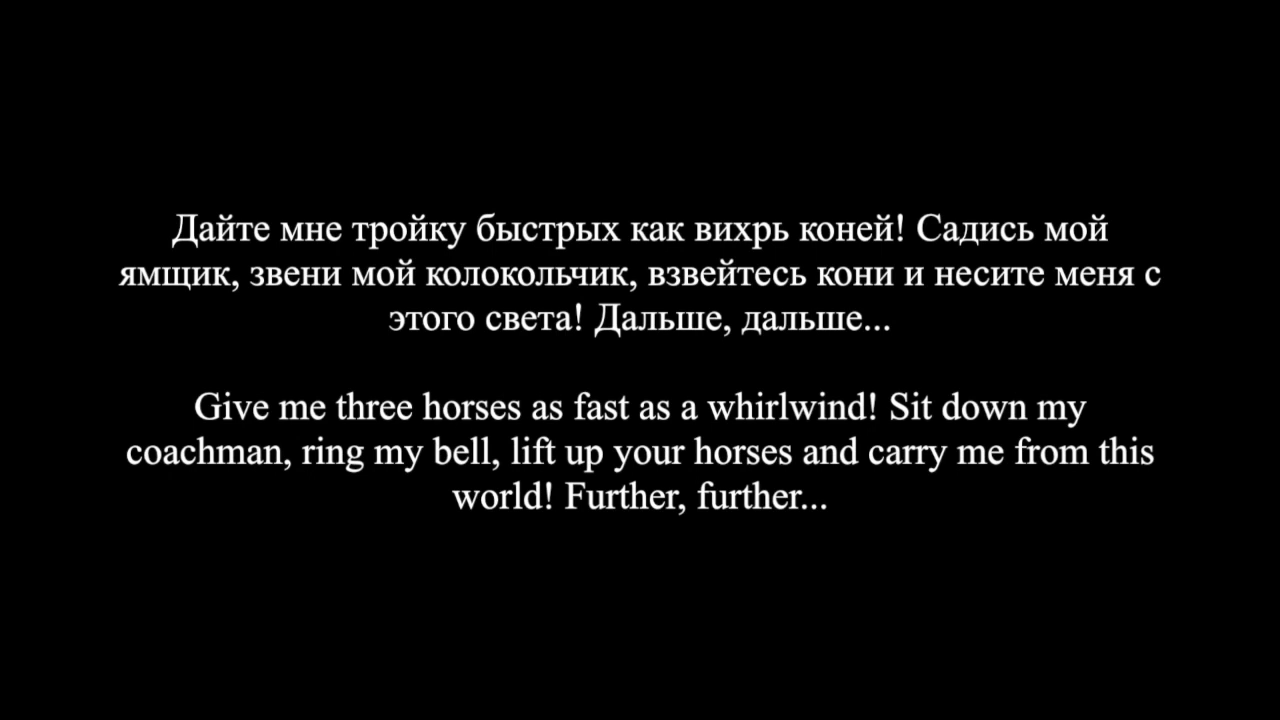 Дайте мне тройку быстрых как вихрь коней! Садись мой
ямщик, звени мой колокольчик, взвейтесь кони и несите меня с
этого света! Дальше, дальше...
Give me three horses as fast as a whirlwind! Sit down my
coachman, ring my bell, lift up your horses and carry me from this
world! Further, further...